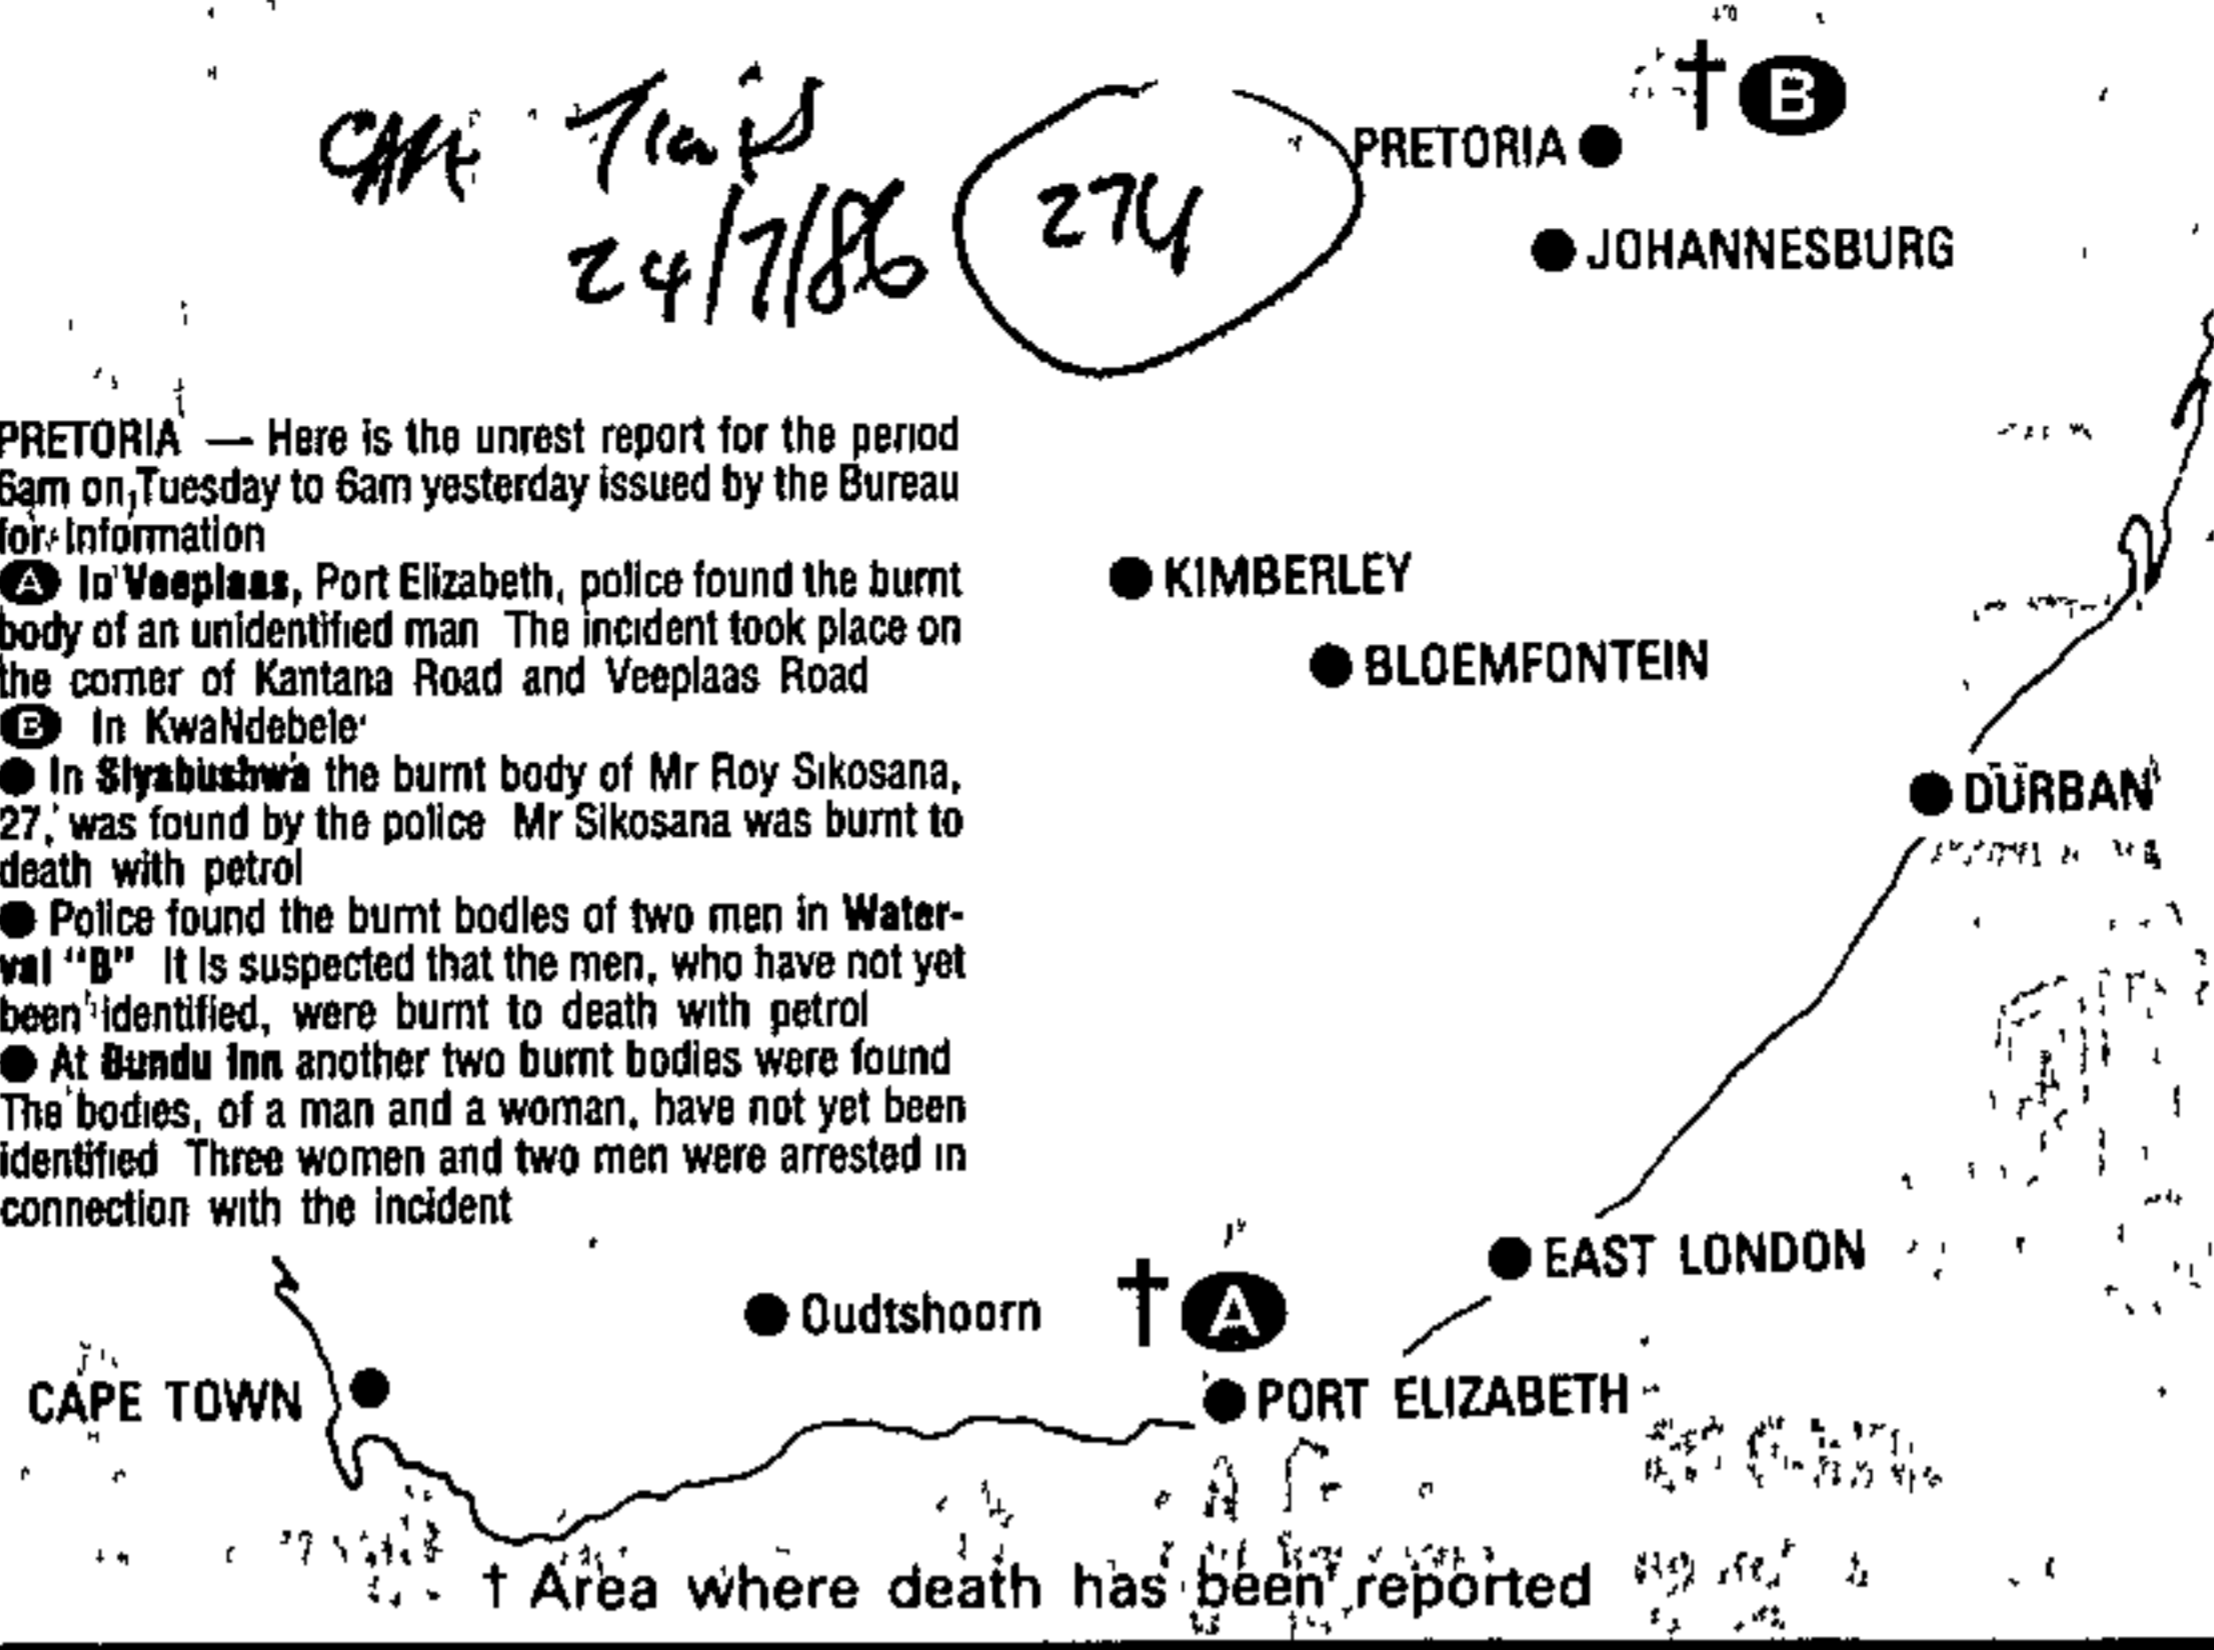 B
PRETORIA
24/7/86
274
JOHANNESBURG
PRETORIA — Here is the unrest report for the period
6am on Tuesday to 6am yesterday issued by the Bureau
for Information
A In Veeplaas, Port Elizabeth, police found the burnt
body of an unidentified man The incident took place on
the corner of Kantana Road and Veeplaas Road
B In KwaNdebele
● In Siyabushwa the burnt body of Mr Roy Sikosana,
27, was found by the police Mr Sikosana was burnt to
death with petrol
● Police found the burnt bodies of two men in Water-
val "B" It is suspected that the men, who have not yet
been identified, were burnt to death with petrol
● At Bundu Inn another two burnt bodies were found
The bodies, of a man and a woman, have not yet been
identified Three women and two men were arrested in
connection with the incident
KIMBERLEY
BLOEMFONTEIN
DURBAN
EAST LONDON
Oudtshoorn
A
CAPE TOWN
PORT ELIZABETH
† Area where death has been reported